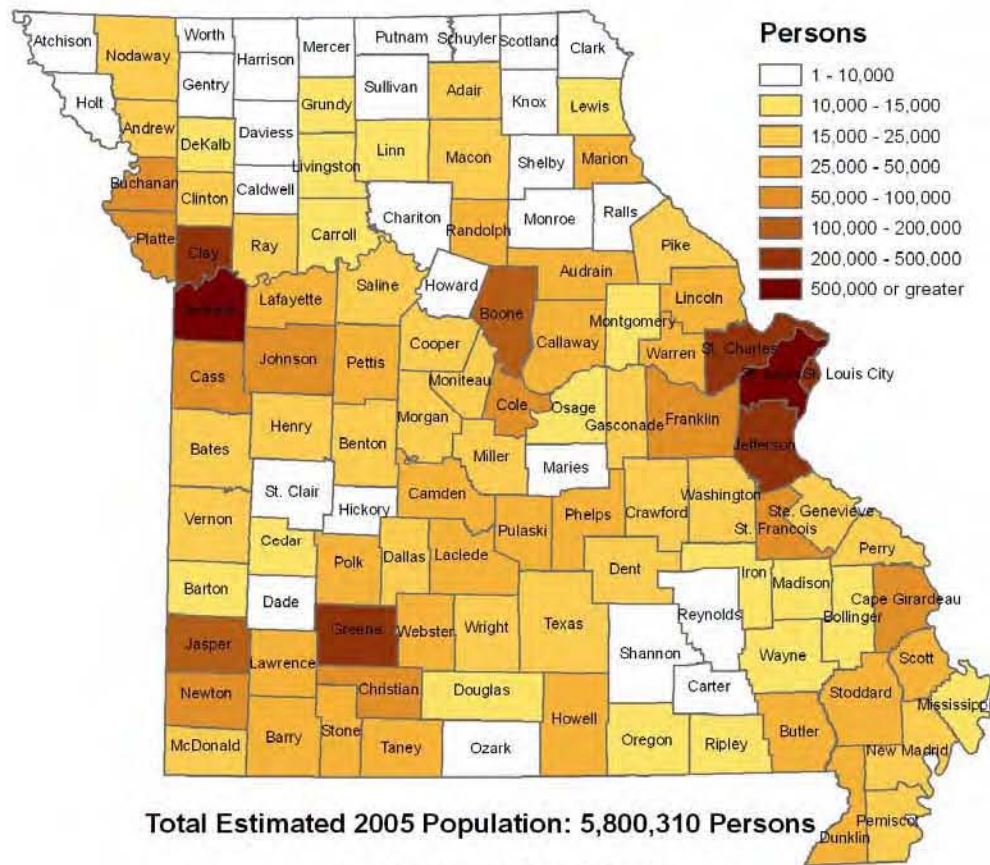 Persons
1 - 10,000
10,000 - 15,000
15,000 - 25,000
25,000 - 50,000
50,000 - 100,000
100,000 - 200,000
200,000 - 500,000
500,000 or greater
Atchison
Nodaway
Worth
Harrison
Mercer
Putnam
Schuyler
Scotland
Clark
Holt
Gentry
Sullivan
Adair
Knox
Lewis
Andrew
DeKalb
Daviess
Grundy
Linn
Macon
Shelby
Marion
Buchanan
Clinton
Caldwell
Livingston
Chariton
Randolph
Monroe
Ralls
Platte
Clay
Ray
Carroll
Pike
Lafayette
Saline
Howard
Boone
Audrain
Lincoln
Cass
Johnson
Pettis
Cooper
Moniteau
Callaway
Montgomery
Warren
St. Charles
St. Louis City
Bates
Henry
Benton
Morgan
Cole
Osage
Gasconade
Franklin
Jefferson
Miller
Maries
St. Clair
Hickory
Camden
Vernon
Cedar
Polk
Dallas
Laclede
Pulaski
Phelps
Crawford
Washington
St. Francois
Ste. Genevieve
Perry
Barton
Dade
Dent
Iron
Madison
Bollinger
Cape Girardeau
Jasper
Lawrence
Greene
Webster
Wright
Texas
Shannon
Reynolds
Wayne
Scott
Newton
Christian
Douglas
Carter
Stoddard
Mississippi
McDonald
Barry
Stone
Taney
Ozark
Howell
Oregon
Ripley
Butler
New Madrid
Pemiscot
Dunklin
Total Estimated 2005 Population: 5,800,310 Persons